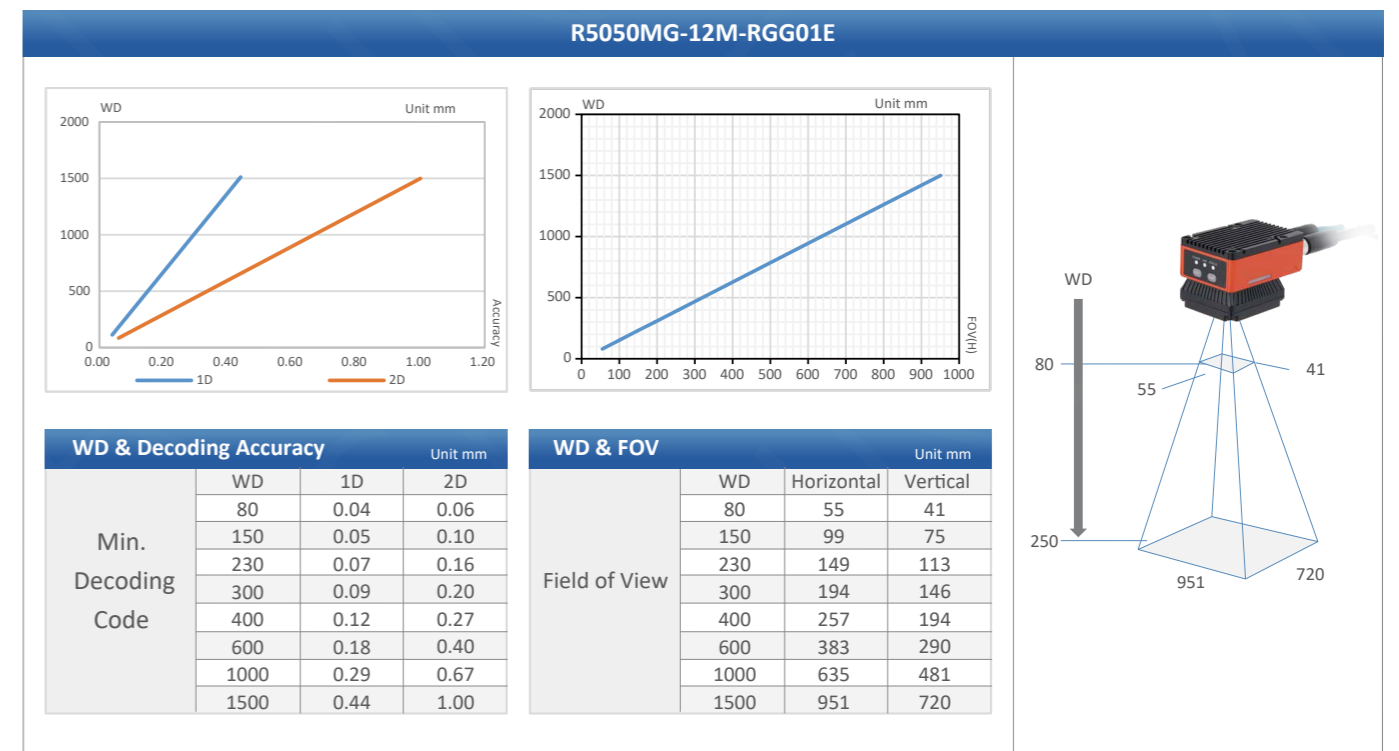 R5050MG-12M-RGG01E
WD Unit mm
2000
1500
1000
500
0
0.00 0.20 0.40 0.60 0.80 1.00 1.20
Accuracy
1D 2D
WD Unit mm
2000
1500
1000
500
0
0 100 200 300 400 500 600 700 800 900 1000
FOV(H)
WD & Decoding Accuracy Unit mm
Min.
Decoding
Code
WD 1D 2D
80 0.04 0.06
150 0.05 0.10
230 0.07 0.16
300 0.09 0.20
400 0.12 0.27
600 0.18 0.40
1000 0.29 0.67
1500 0.44 1.00
WD & FOV Unit mm
Field of View
WD Horizontal Vertical
80 55 41
150 99 75
230 149 113
300 194 146
400 257 194
600 383 290
1000 635 481
1500 951 720
WD
80
55
41
250
951
720